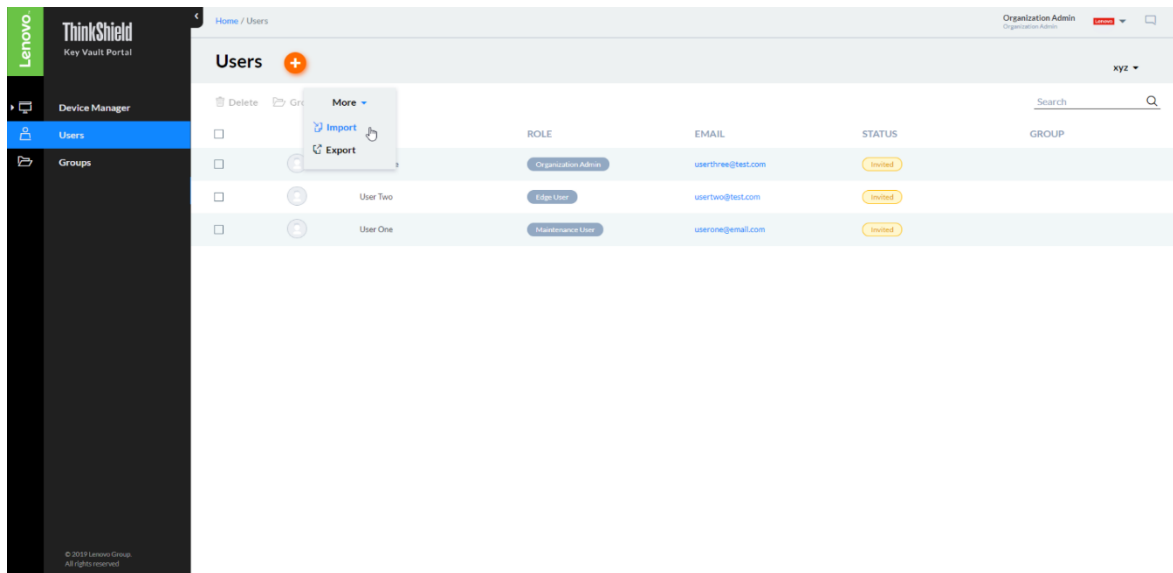 Lenovo.
ThinkShield
Key Vault Portal
Device Manager
Users
Groups
© 2019 Lenovo Group.
All rights reserved
Home / Users
Organization Admin
Organization Admin
Lenovo
Users
xyz
Delete
More
Search
Import
Export
ROLE EMAIL STATUS GROUP
Organization Admin userthree@test.com Invited
User Two Edge User usertwo@test.com Invited
User One Maintenance User userone@email.com Invited